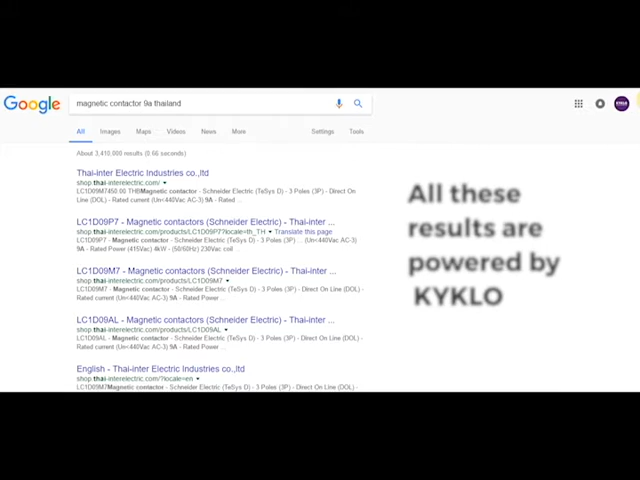 Google
magnetic contactor 9a thailand
KYKLO
All Images Maps Videos News More Settings Tools
About 3,410,000 results (0.66 seconds)
Thai-inter Electric Industries co.,ltd
shop.thai-interelectric.com/
LC1D09M7450.00 THBMagnetic contactor - Schneider Electric (TeSys D) - 3 Poles (3P) - Direct On
Line (DOL) - Rated current (Un<440Vac AC-3) 9A - Rated ...
LC1D09P7 - Magnetic contactors (Schneider Electric) - Thai-inter ...
shop.thai-interelectric.com/products/LC1D09P7?locale=th_TH Translate this page
LC1D09P7 - Magnetic contactor - Schneider Electric (TeSys D) - 3 Poles (3P) ... (Un<440Vac AC-3)
9A - Rated Power (415Vac) 4kW - (50/60Hz) 230Vac coil ...
LC1D09M7 - Magnetic contactors (Schneider Electric) - Thai-inter ...
shop.thai-interelectric.com/products/LC1D09M7
LC1D09M7 - Magnetic contactor - Schneider Electric (TeSys D) - 3 Poles (3P) - Direct On Line (DOL) -
Rated current (Un<440Vac AC-3) 9A - Rated Power ...
LC1D09AL - Magnetic contactors (Schneider Electric) - Thai-inter ...
shop.thai-interelectric.com/products/LC1D09AL
LC1D09AL - Magnetic contactor - Schneider Electric (TeSys D) - 3 Poles (3P) - Direct On Line (DOL) -
Rated current (Un<440Vac AC-3) 9A - Rated Power ...
English - Thai-inter Electric Industries co.,ltd
shop.thai-interelectric.com/?locale=en
LC1D09M7Magnetic contactor - Schneider Electric (TeSys D) - 3 Poles (3P) - Direct On Line (DOL) -
All these
results are
powered by
KYKLO